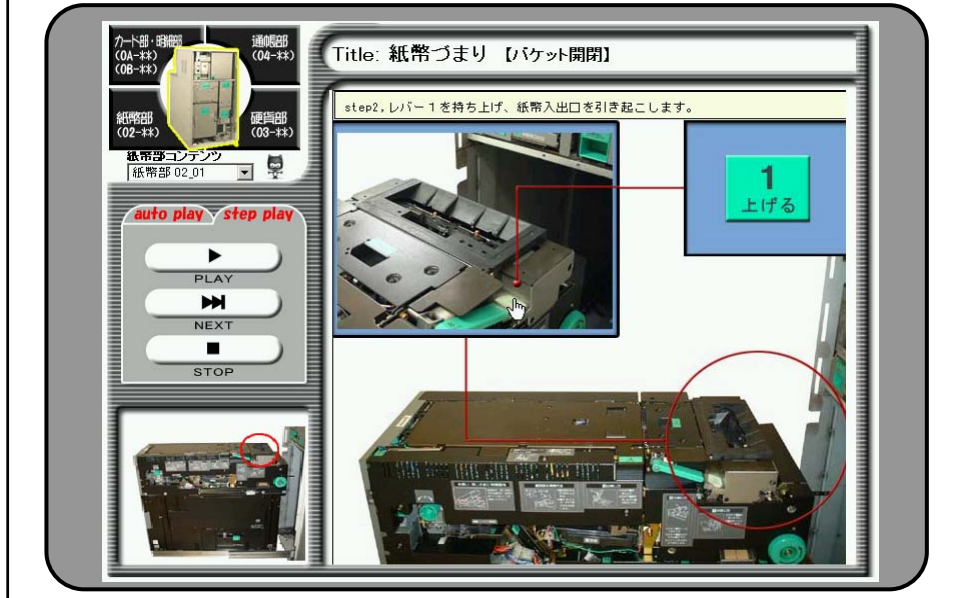 カード部・明細部
(0A-**)
(0B-**)
通帳部
(04-**)
紙幣部
(02-**)
硬貨部
(03-**)
紙幣部コンテンツ
紙幣部 02_01
auto play
step play
PLAY
NEXT
STOP
Title: 紙幣づまり 【バケット開閉】
step2,レバー1を持ち上げ、紙幣入出口を引き起こします。
1
上げる